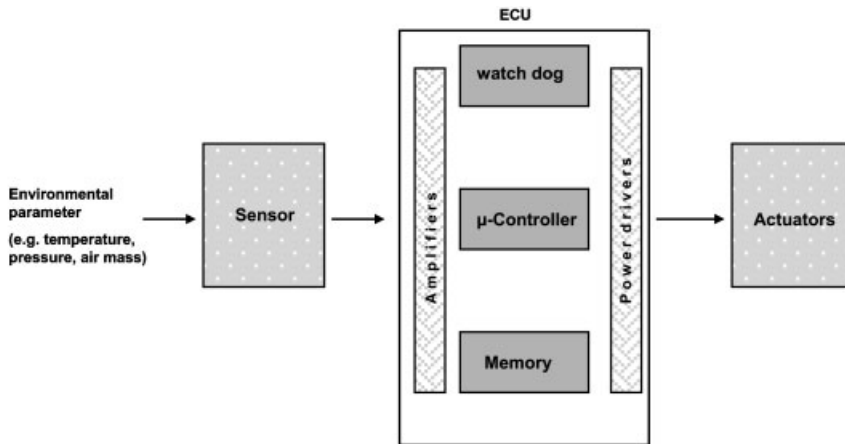 ECU
watch dog
Environmental
parameter
(e.g. temperature,
pressure, air mass)
Sensor
Amplifiers
µ-Controller
Power drivers
Actuators
Memory